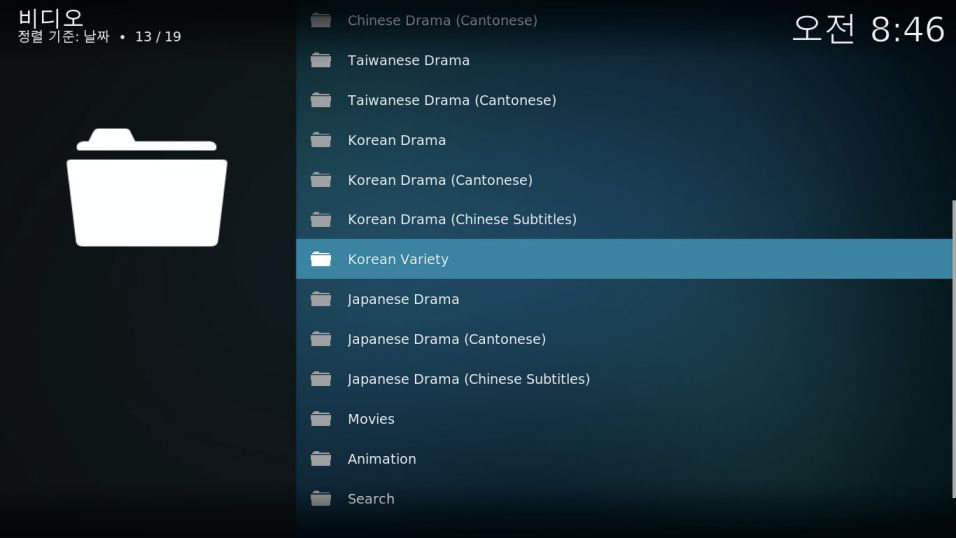 비디오
정렬 기준: 날짜 • 13 / 19
오전 8:46
Chinese Drama (Cantonese)
Taiwanese Drama
Taiwanese Drama (Cantonese)
Korean Drama
Korean Drama (Cantonese)
Korean Drama (Chinese Subtitles)
Korean Variety
Japanese Drama
Japanese Drama (Cantonese)
Japanese Drama (Chinese Subtitles)
Movies
Animation
Search